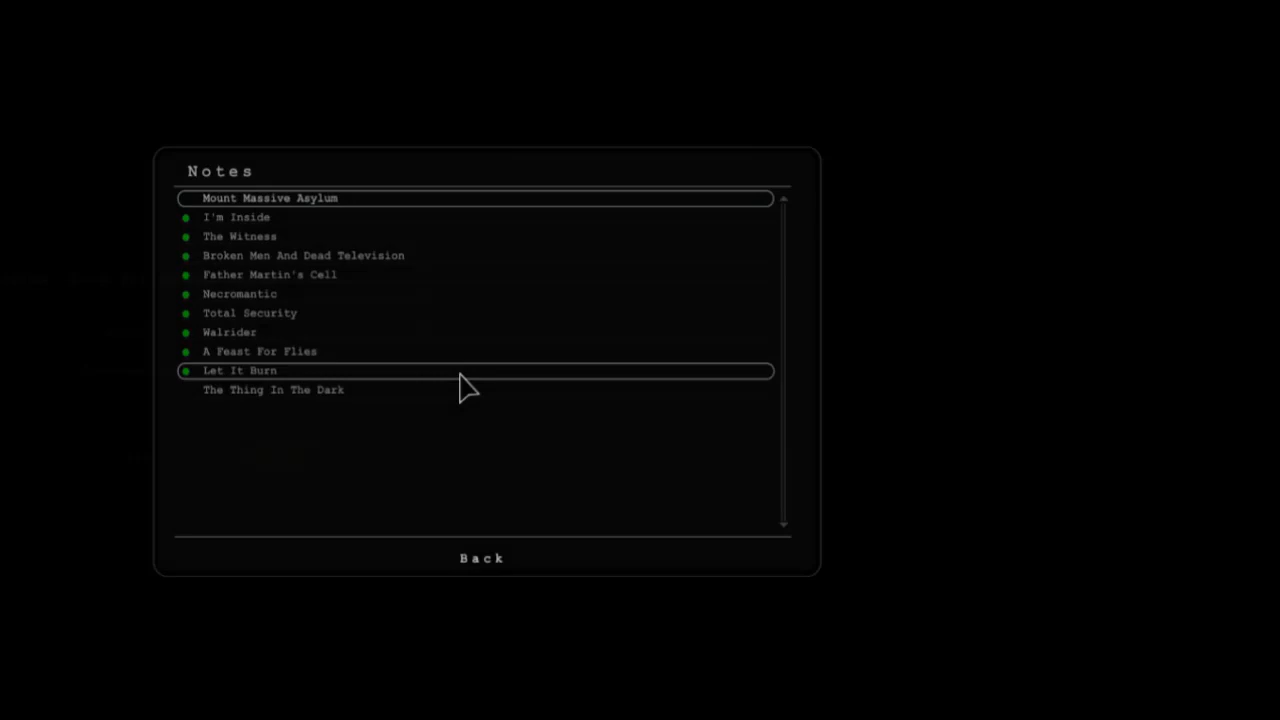 Notes
Mount Massive Asylum
I'm Inside
The Witness
Broken Men And Dead Television
Father Martin's Cell
Necromantic
Total Security
Walrider
A Feast For Flies
Let It Burn
The Thing In The Dark
Back